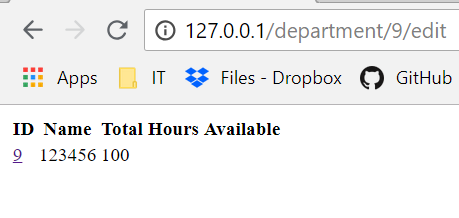 127.0.0.1/department/9/edit
Apps IT Files - Dropbox GitHub
ID Name Total Hours Available
9 123456 100